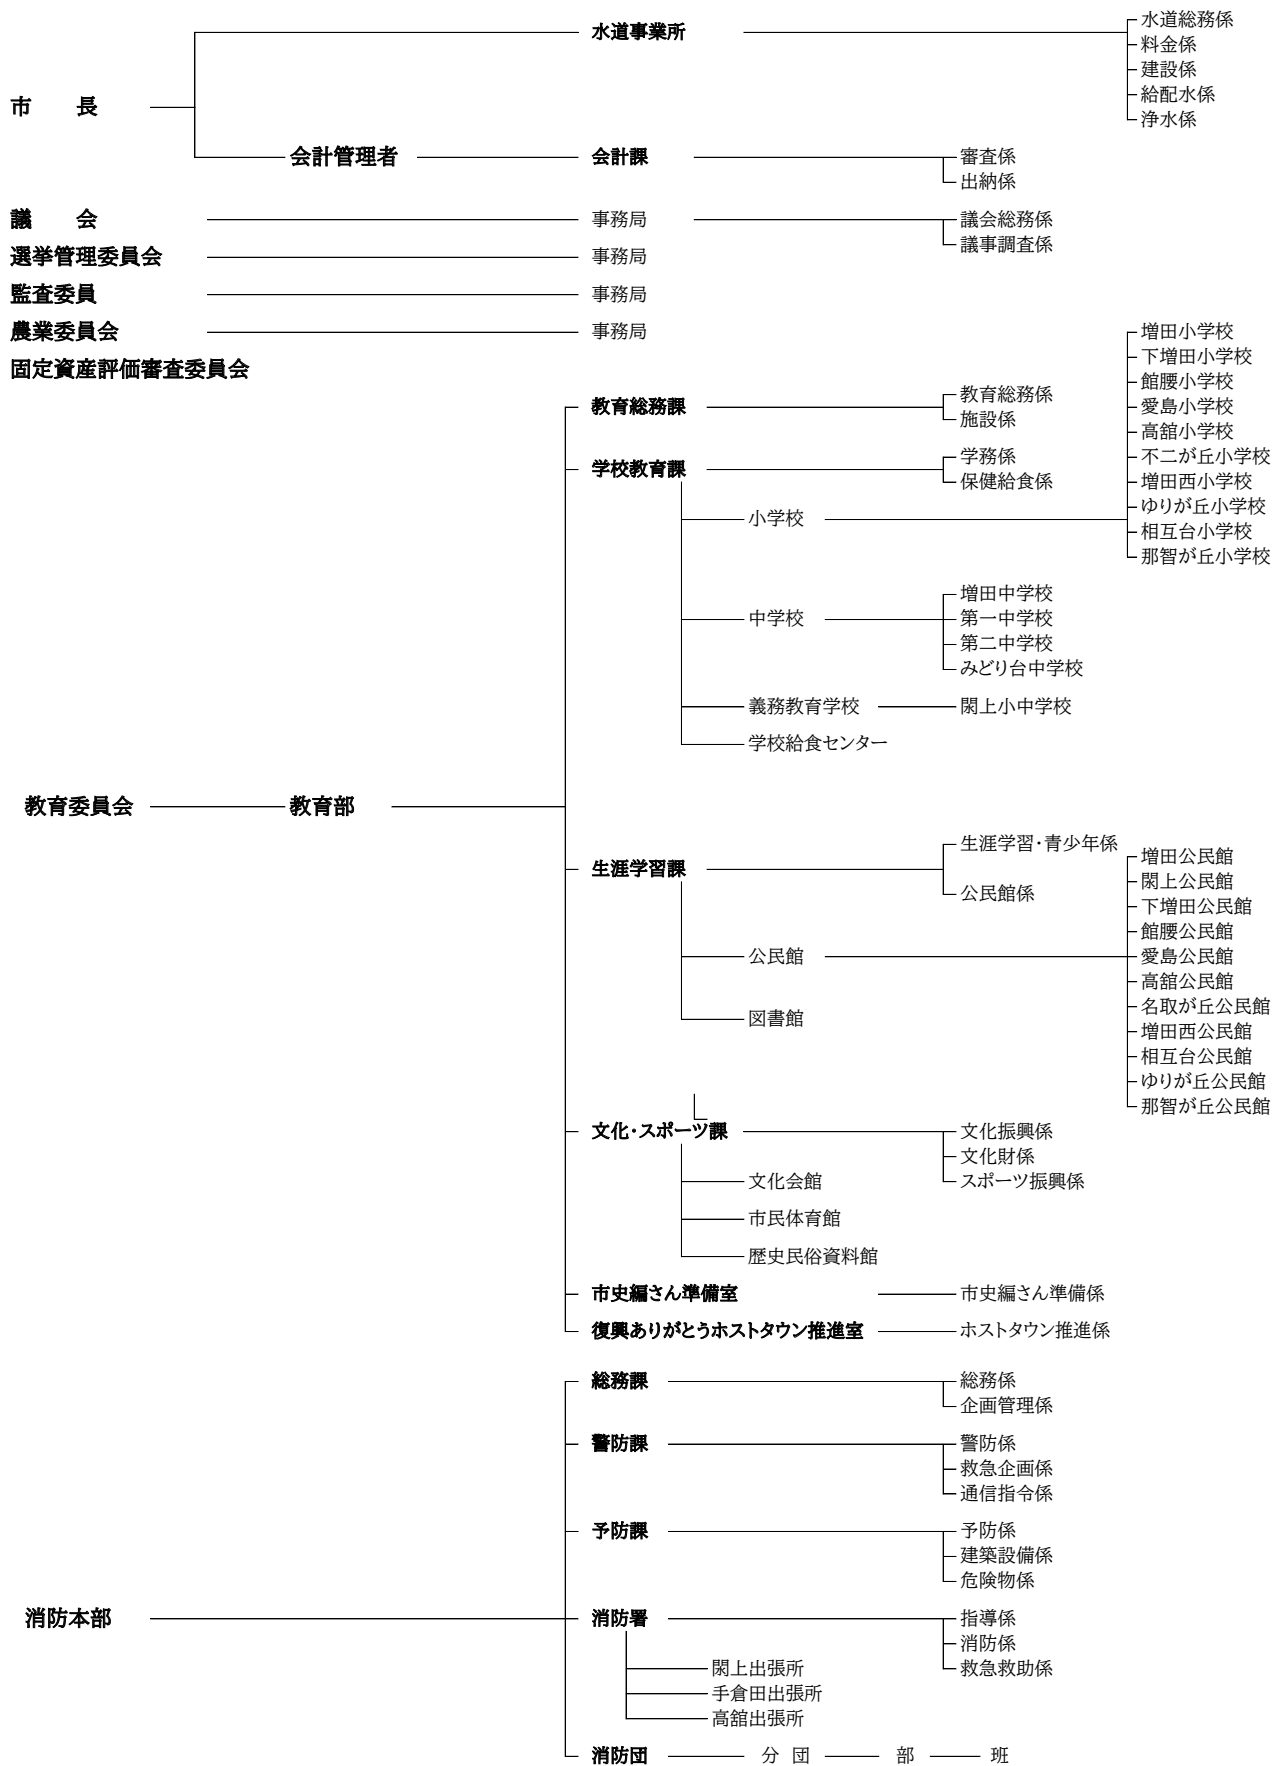 水道事業所
水道総務係
料金係
建設係
給配水係
浄水係
市　　長
会計管理者
会計課
審査係
出納係
議　　会
事務局
議会総務係
議事調査係
選挙管理委員会
事務局
監査委員
事務局
農業委員会
事務局
固定資産評価審査委員会
増田小学校
下増田小学校
館腰小学校
愛島小学校
高舘小学校
不二が丘小学校
増田西小学校
ゆりが丘小学校
相互台小学校
那智が丘小学校
教育総務課
教育総務係
施設係
学校教育課
学務係
保健給食係
小学校
中学校
増田中学校
第一中学校
第二中学校
みどり台中学校
義務教育学校
閖上小中学校
学校給食センター
教育委員会
教育部
生涯学習課
生涯学習・青少年係
公民館係
公民館
増田公民館
閖上公民館
下増田公民館
館腰公民館
愛島公民館
高舘公民館
名取が丘公民館
増田西公民館
相互台公民館
ゆりが丘公民館
那智が丘公民館
図書館
文化・スポーツ課
文化振興係
文化財係
スポーツ振興係
文化会館
市民体育館
歴史民俗資料館
市史編さん準備室
市史編さん準備係
復興ありがとうホストタウン推進室
ホストタウン推進係
総務課
総務係
企画管理係
警防課
警防係
救急企画係
通信指令係
予防課
予防係
建築設備係
危険物係
消防本部
消防署
指導係
消防係
救急救助係
閖上出張所
手倉田出張所
高舘出張所
消防団
分　団
部
班